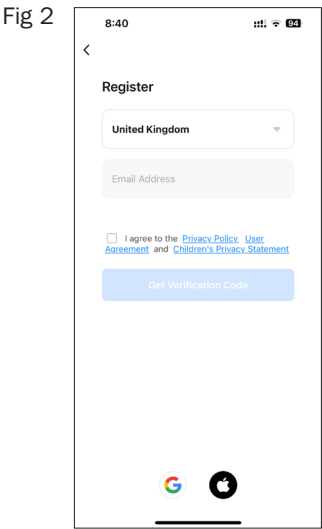 Fig 2
8:40
94
Register
United Kingdom
Email Address
I agree to the Privacy Policy User
Agreement and Children's Privacy Statement
Get Verification Code